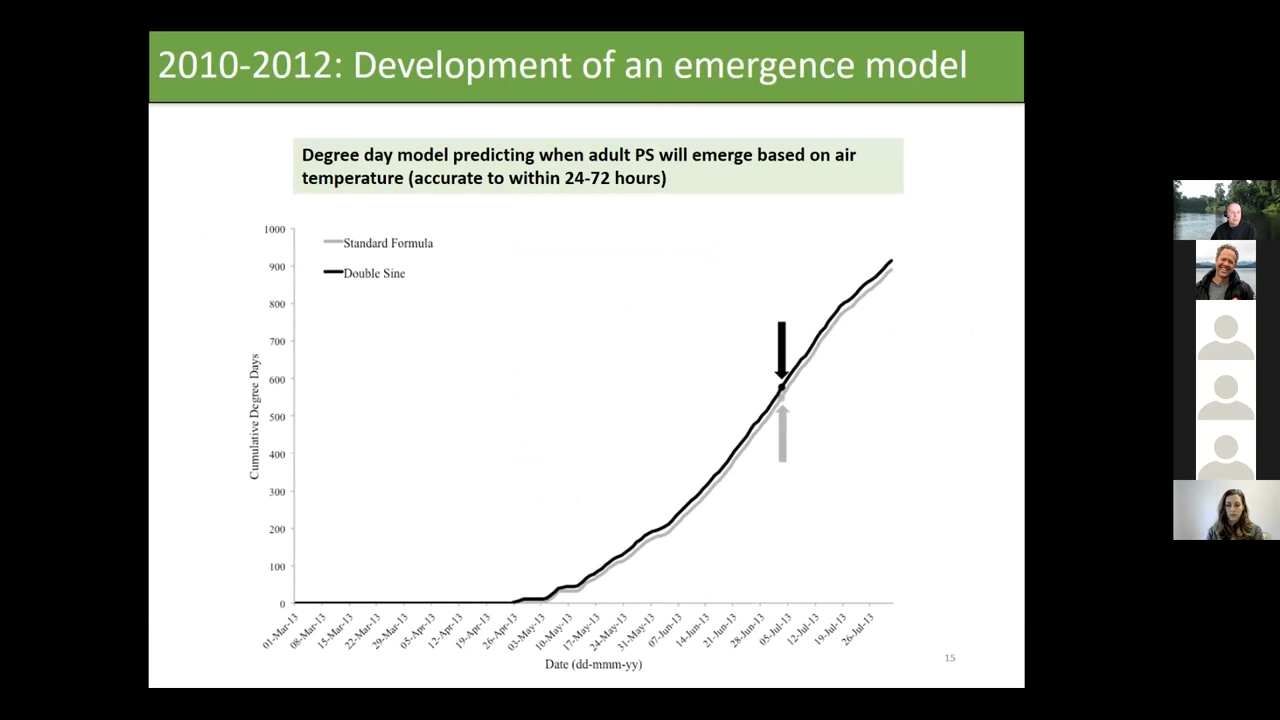 2010-2012: Development of an emergence model
Degree day model predicting when adult PS will emerge based on air
temperature (accurate to within 24-72 hours)
Standard Formula
Double Sine
Cumulative Degree Days
1000
900
800
700
600
500
400
300
200
100
0
01-Mar-13
08-Mar-13
15-Mar-13
22-Mar-13
29-Mar-13
05-Apr-13
12-Apr-13
19-Apr-13
26-Apr-13
03-May-13
10-May-13
17-May-13
24-May-13
31-May-13
07-Jun-13
14-Jun-13
21-Jun-13
28-Jun-13
05-Jul-13
12-Jul-13
19-Jul-13
26-Jul-13
Date (dd-mmm-yy)
15